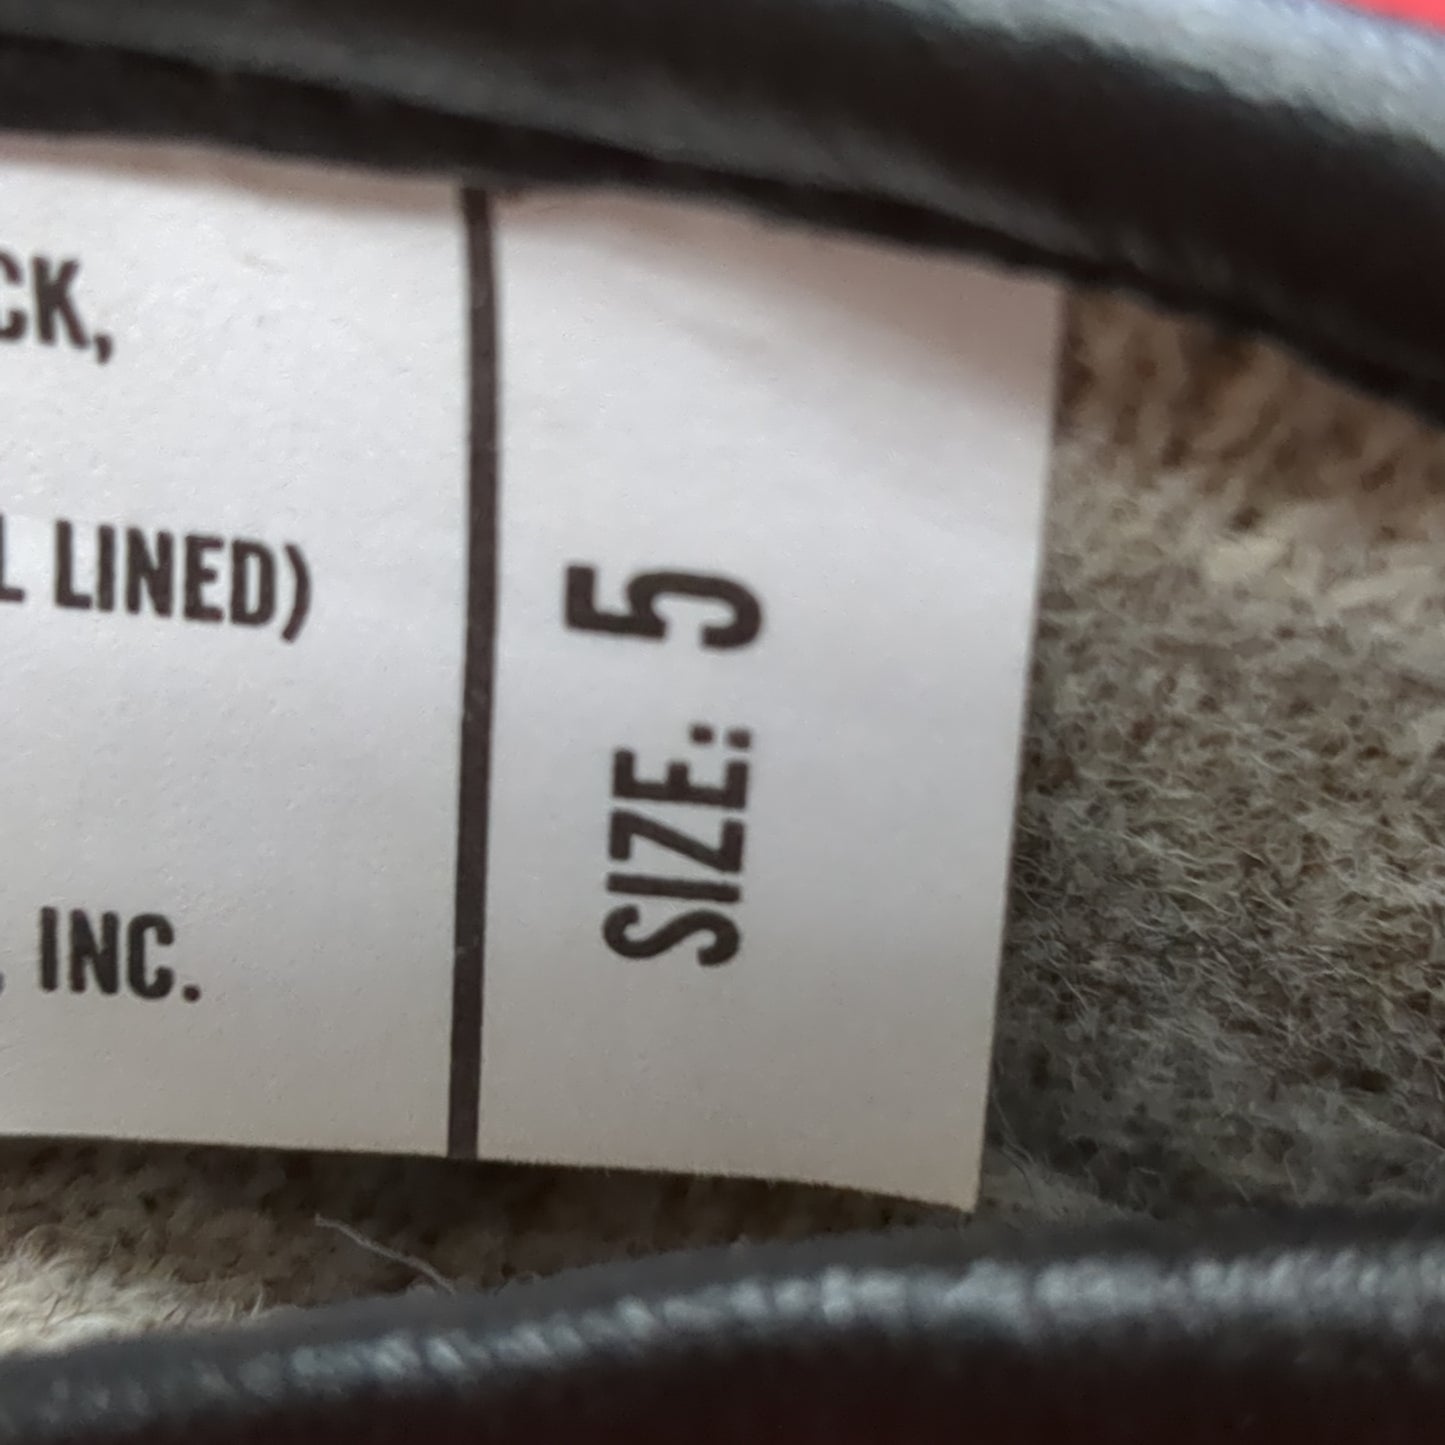 CK,
L LINED)
, INC.
SIZE: 5